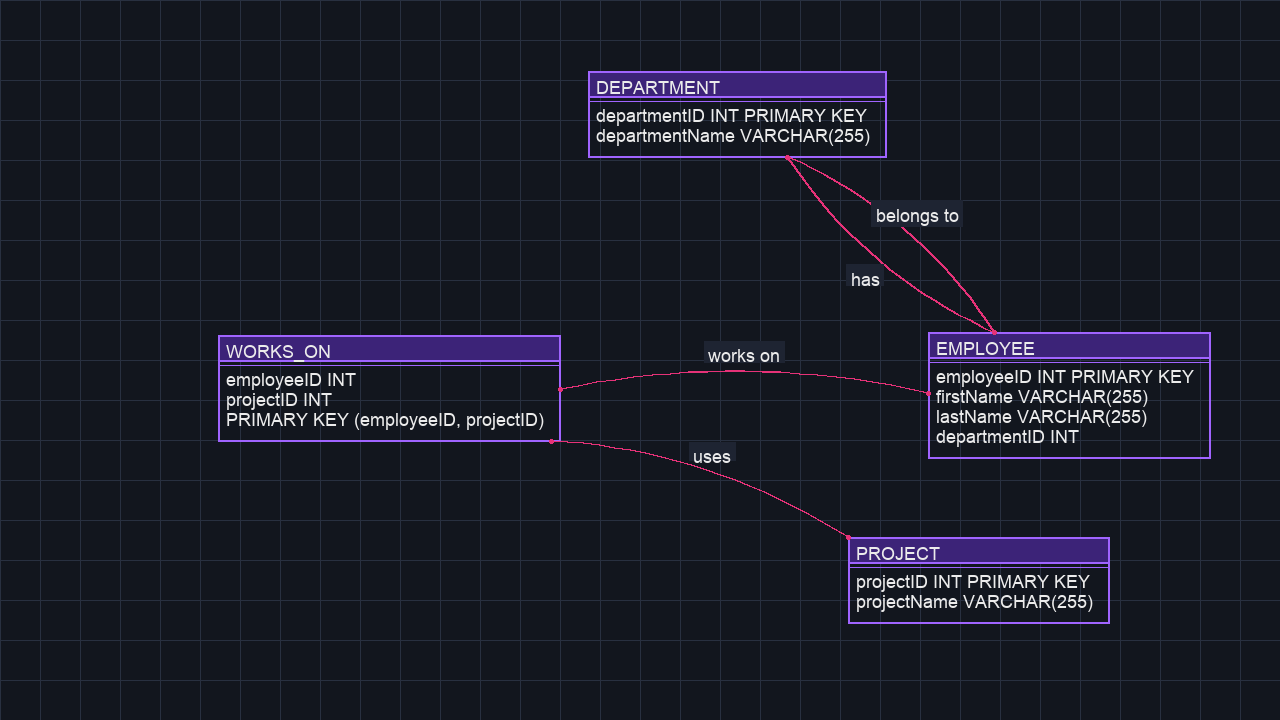 DEPARTMENT
departmentID INT PRIMARY KEY
departmentName VARCHAR(255)
belongs to
has
WORKS_ON
employeeID INT
projectID INT
PRIMARY KEY (employeeID, projectID)
works on
EMPLOYEE
employeeID INT PRIMARY KEY
firstName VARCHAR(255)
lastName VARCHAR(255)
departmentID INT
uses
PROJECT
projectID INT PRIMARY KEY
projectName VARCHAR(255)